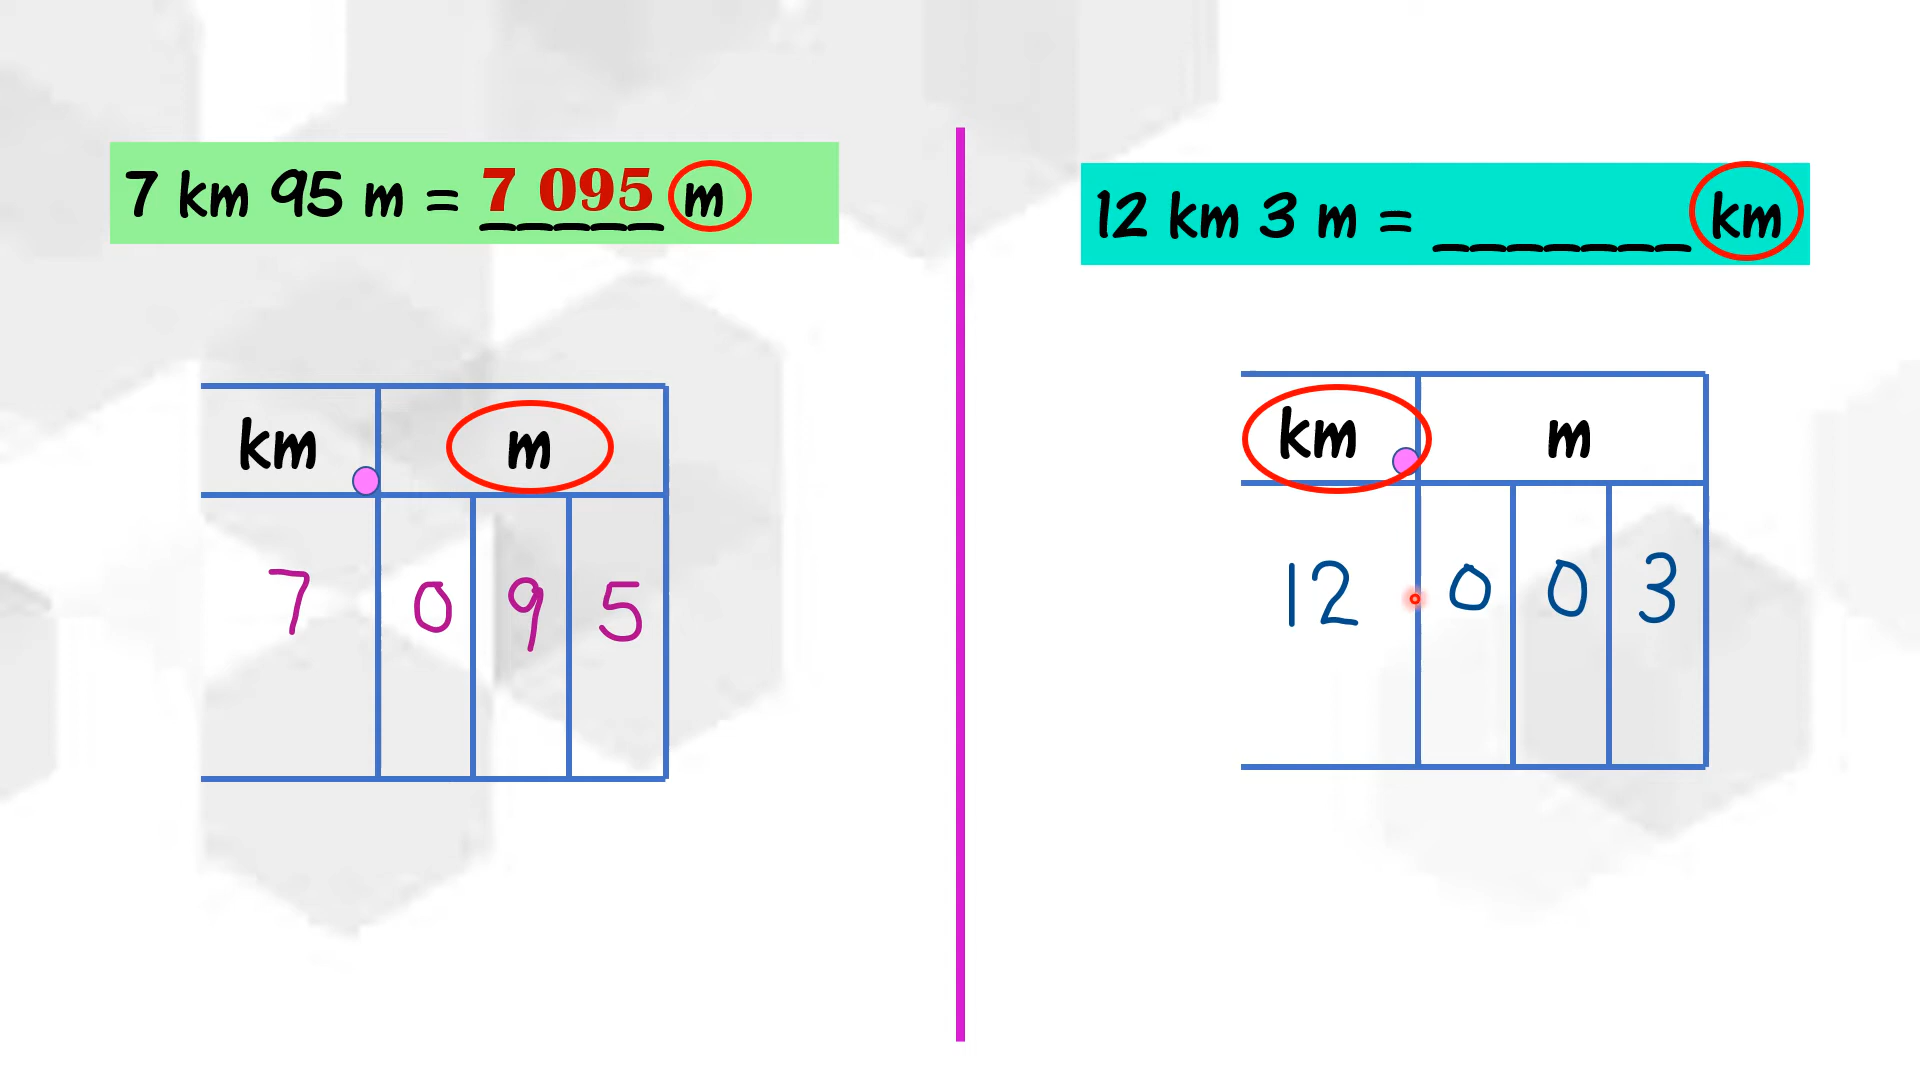 7 km 95 m = 7 095 m
km m
7 0 9 5
12 km 3 m = _______ km
km m
12 0 0 3